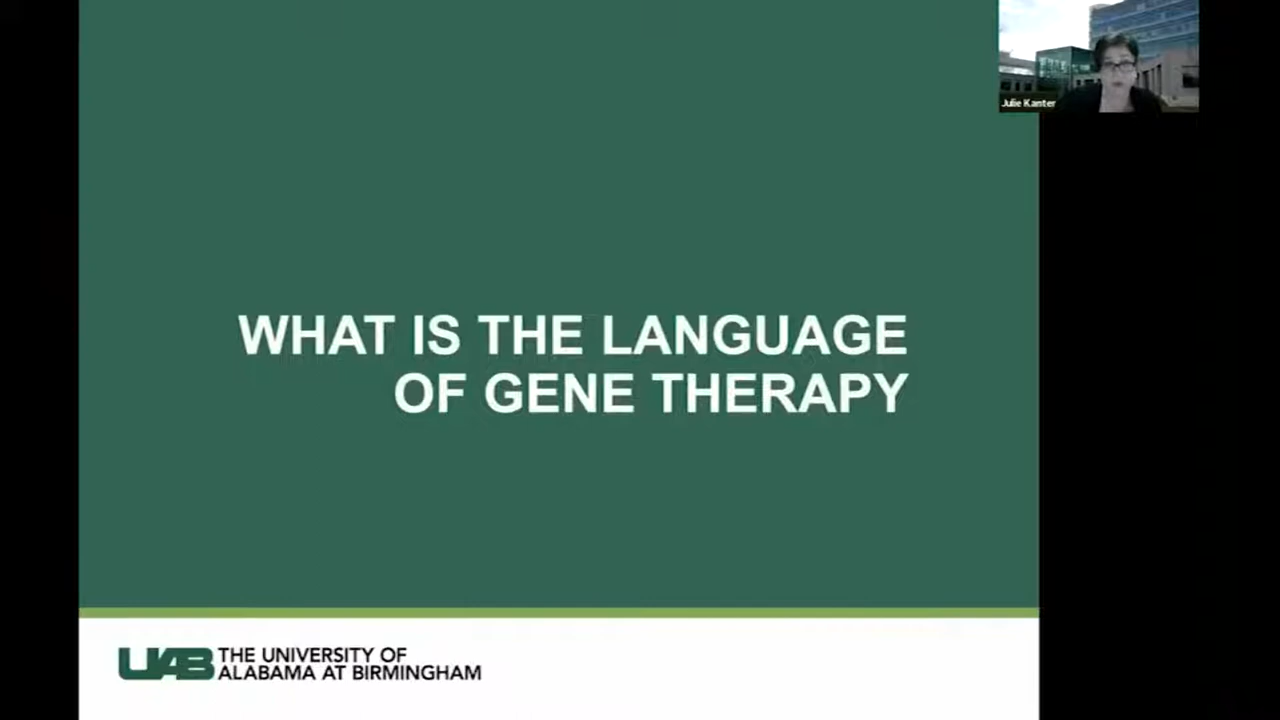 Julie Kanter
WHAT IS THE LANGUAGE
OF GENE THERAPY
UAB THE UNIVERSITY OF
ALABAMA AT BIRMINGHAM